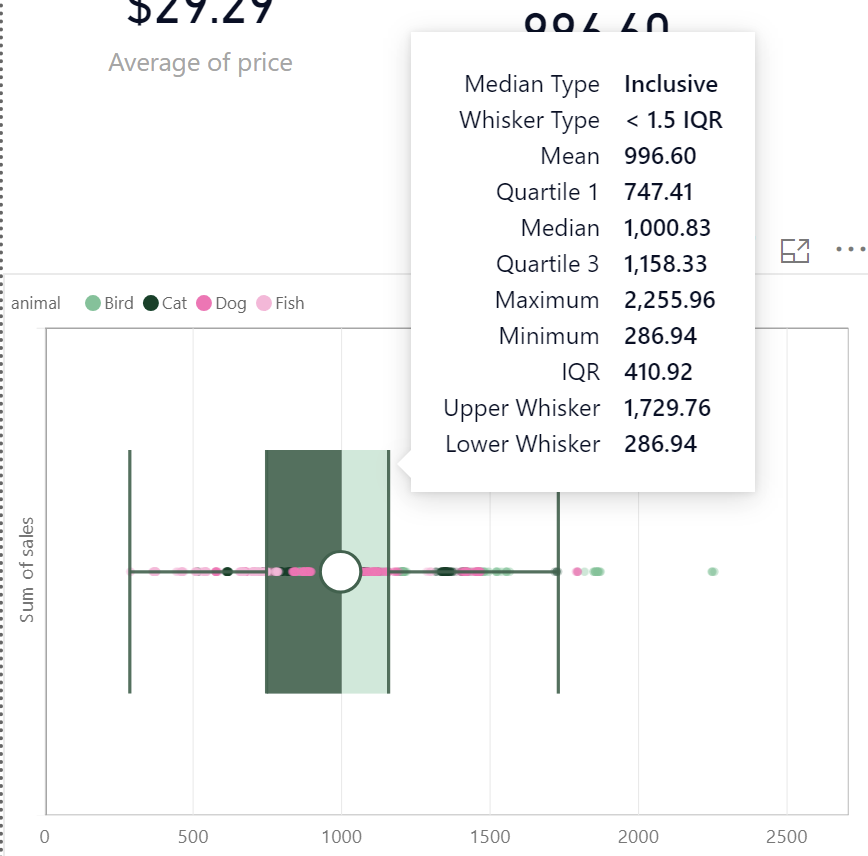 $29.29
996.60
Average of price
Median Type Inclusive
Whisker Type < 1.5 IQR
Mean 996.60
Quartile 1 747.41
Median 1,000.83
Quartile 3 1,158.33
Maximum 2,255.96
Minimum 286.94
IQR 410.92
Upper Whisker 1,729.76
Lower Whisker 286.94
animal Bird Cat Dog Fish
Sum of sales
0 500 1000 1500 2000 2500